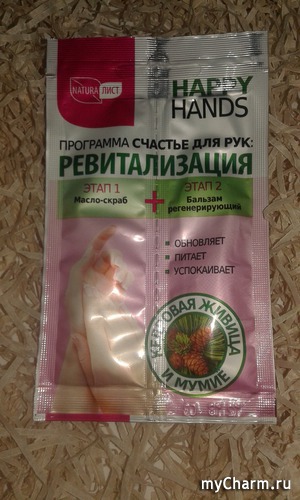 NATURA ЛИСТ
HAPPY
HANDS
ПРОГРАММА СЧАСТЬЕ ДЛЯ РУК:
РЕВИТАЛИЗАЦИЯ
ЭТАП 1
Масло-скраб
+
ЭТАП 2
Бальзам
регенерирующий
ОБНОВЛЯЕТ
ПИТАЕТ
УСПОКАИВАЕТ
КЕДРОВАЯ ЖИВИЦА
И МУМИЕ
myCharm.ru